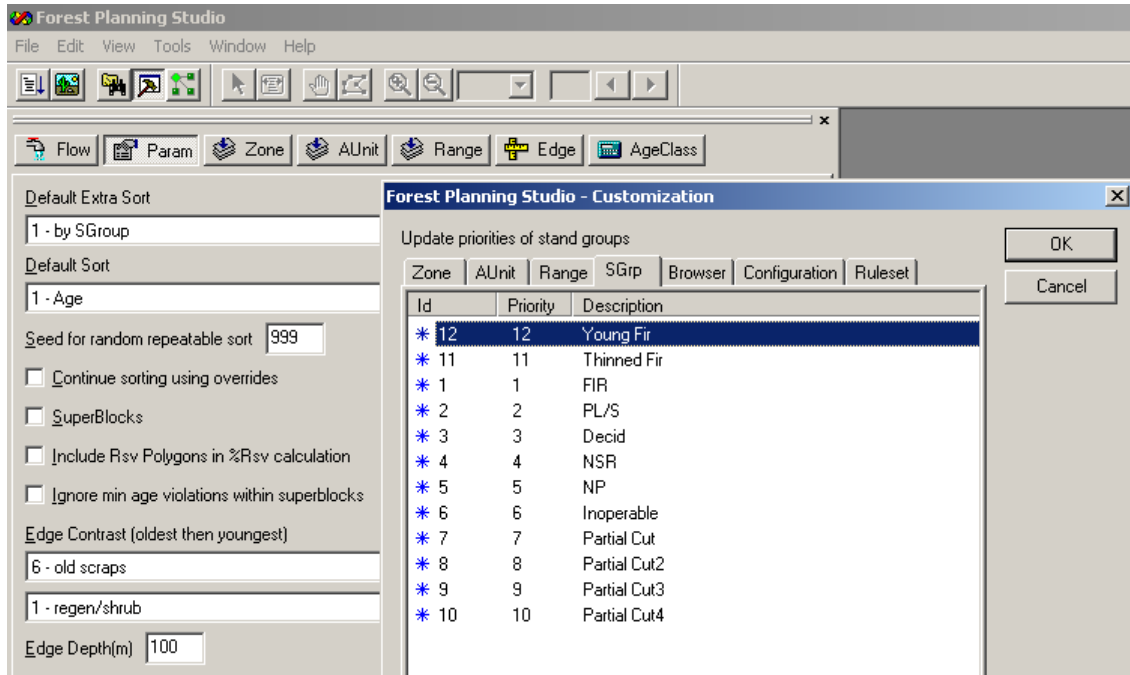 Forest Planning Studio
File Edit View Tools Window Help
Flow Param Zone AUnit Range Edge AgeClass
Default Extra Sort
1 - by SGroup
Default Sort
1 - Age
Seed for random repeatable sort 999
Continue sorting using overrides
SuperBlocks
Include Rsv Polygons in %Rsv calculation
Ignore min age violations within superblocks
Edge Contrast (oldest then youngest)
6 - old scraps
1 - regen/shrub
Edge Depth(m) 100
Forest Planning Studio - Customization
Update priorities of stand groups
OK
Cancel
Zone AUnit Range SGrp Browser Configuration Ruleset
Id Priority Description
12 12 Young Fir
11 11 Thinned Fir
1 1 FIR
2 2 PL/S
3 3 Decid
4 4 NSR
5 5 NP
6 6 Inoperable
7 7 Partial Cut
8 8 Partial Cut2
9 9 Partial Cut3
10 10 Partial Cut4